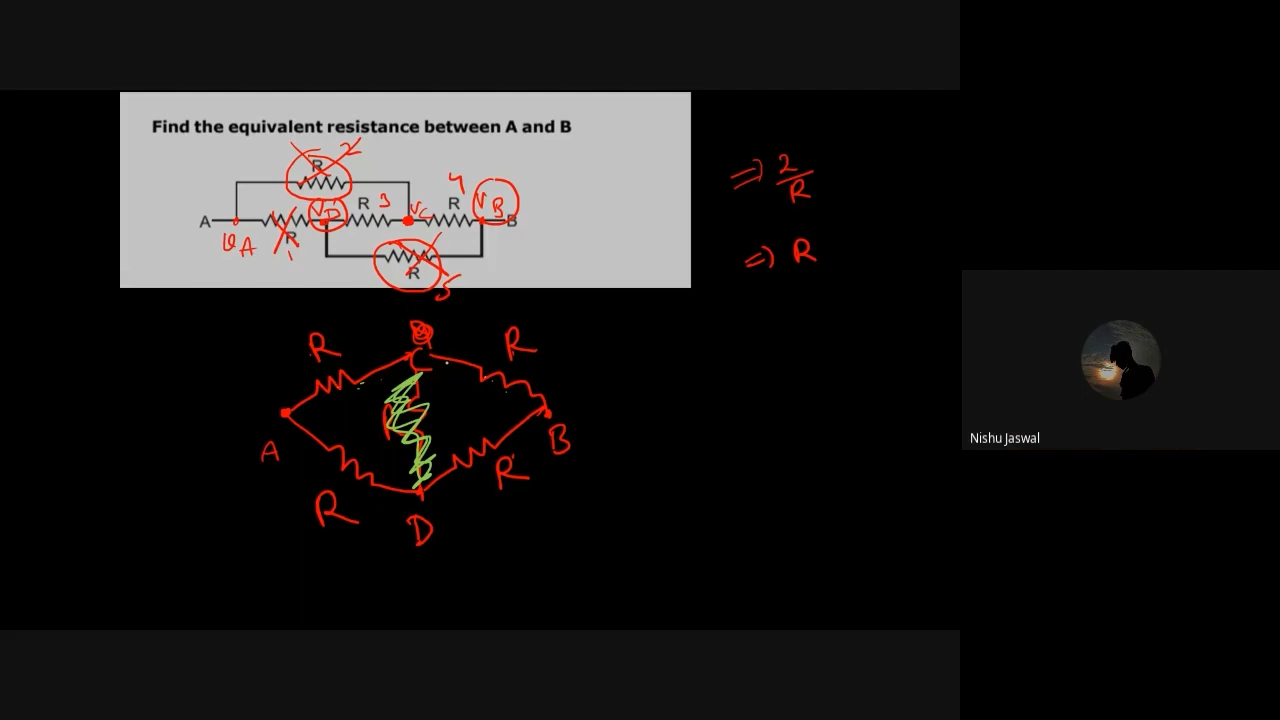 Find the equivalent resistance between A and B
R 2
A R 1 VD R 3 VC R 4 VB B
VA
R 5
⇒ 2/R
⇒ R
R C R
A R B
R D R
Nishu Jaswal